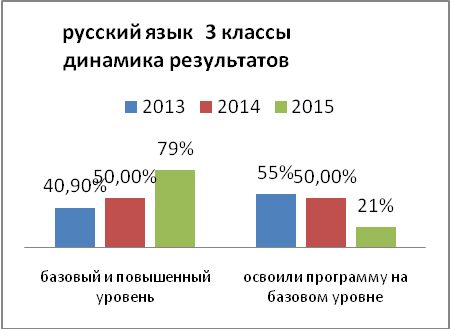 русский язык 3 классы
динамика результатов
2013 2014 2015
40,90% 50,00% 79% 55% 50,00% 21%
базовый и повышенный
уровень
освоили программу на
базовом уровне